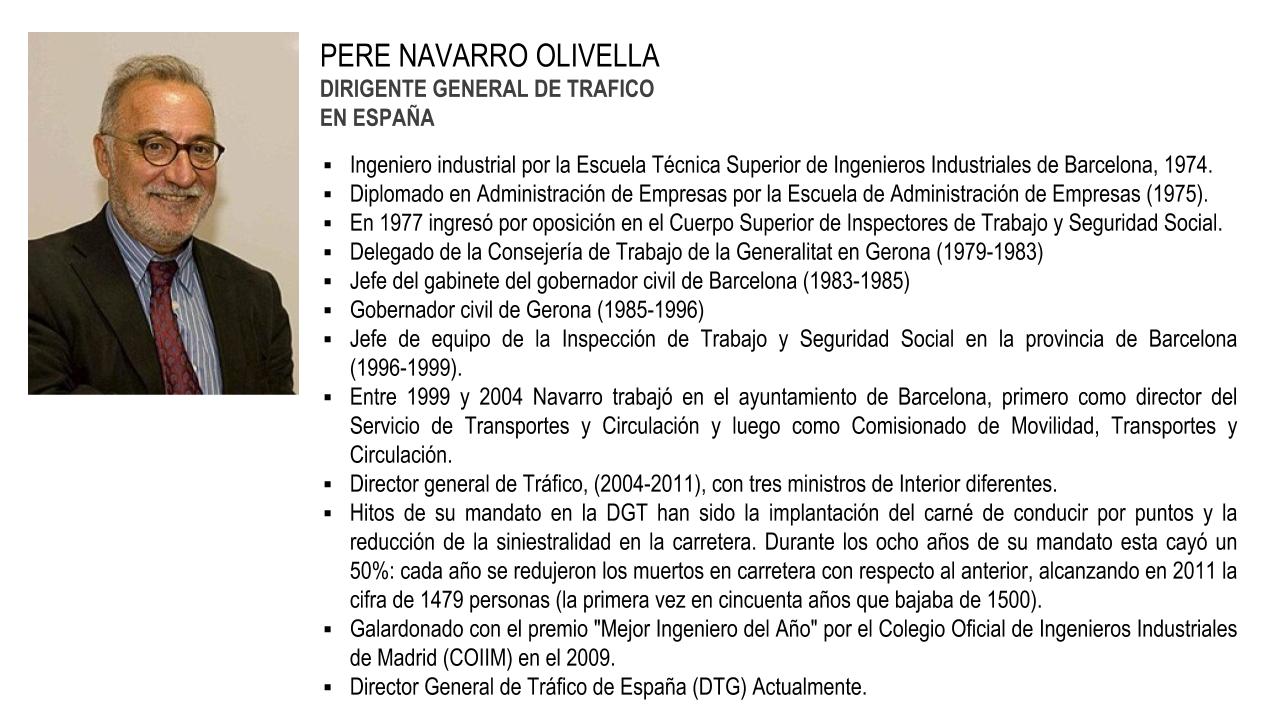 PERE NAVARRO OLIVELLA
DIRIGENTE GENERAL DE TRAFICO
EN ESPAÑA
▪ Ingeniero industrial por la Escuela Técnica Superior de Ingenieros Industriales de Barcelona, 1974.
▪ Diplomado en Administración de Empresas por la Escuela de Administración de Empresas (1975).
▪ En 1977 ingresó por oposición en el Cuerpo Superior de Inspectores de Trabajo y Seguridad Social.
▪ Delegado de la Consejería de Trabajo de la Generalitat en Gerona (1979-1983)
▪ Jefe del gabinete del gobernador civil de Barcelona (1983-1985)
▪ Gobernador civil de Gerona (1985-1996)
▪ Jefe de equipo de la Inspección de Trabajo y Seguridad Social en la provincia de Barcelona
(1996-1999).
▪ Entre 1999 y 2004 Navarro trabajó en el ayuntamiento de Barcelona, primero como director del
Servicio de Transportes y Circulación y luego como Comisionado de Movilidad, Transportes y
Circulación.
▪ Director general de Tráfico, (2004-2011), con tres ministros de Interior diferentes.
▪ Hitos de su mandato en la DGT han sido la implantación del carné de conducir por puntos y la
reducción de la siniestralidad en la carretera. Durante los ocho años de su mandato esta cayó un
50%: cada año se redujeron los muertos en carretera con respecto al anterior, alcanzando en 2011 la
cifra de 1479 personas (la primera vez en cincuenta años que bajaba de 1500).
▪ Galardonado con el premio "Mejor Ingeniero del Año" por el Colegio Oficial de Ingenieros Industriales
de Madrid (COIIM) en el 2009.
▪ Director General de Tráfico de España (DTG) Actualmente.